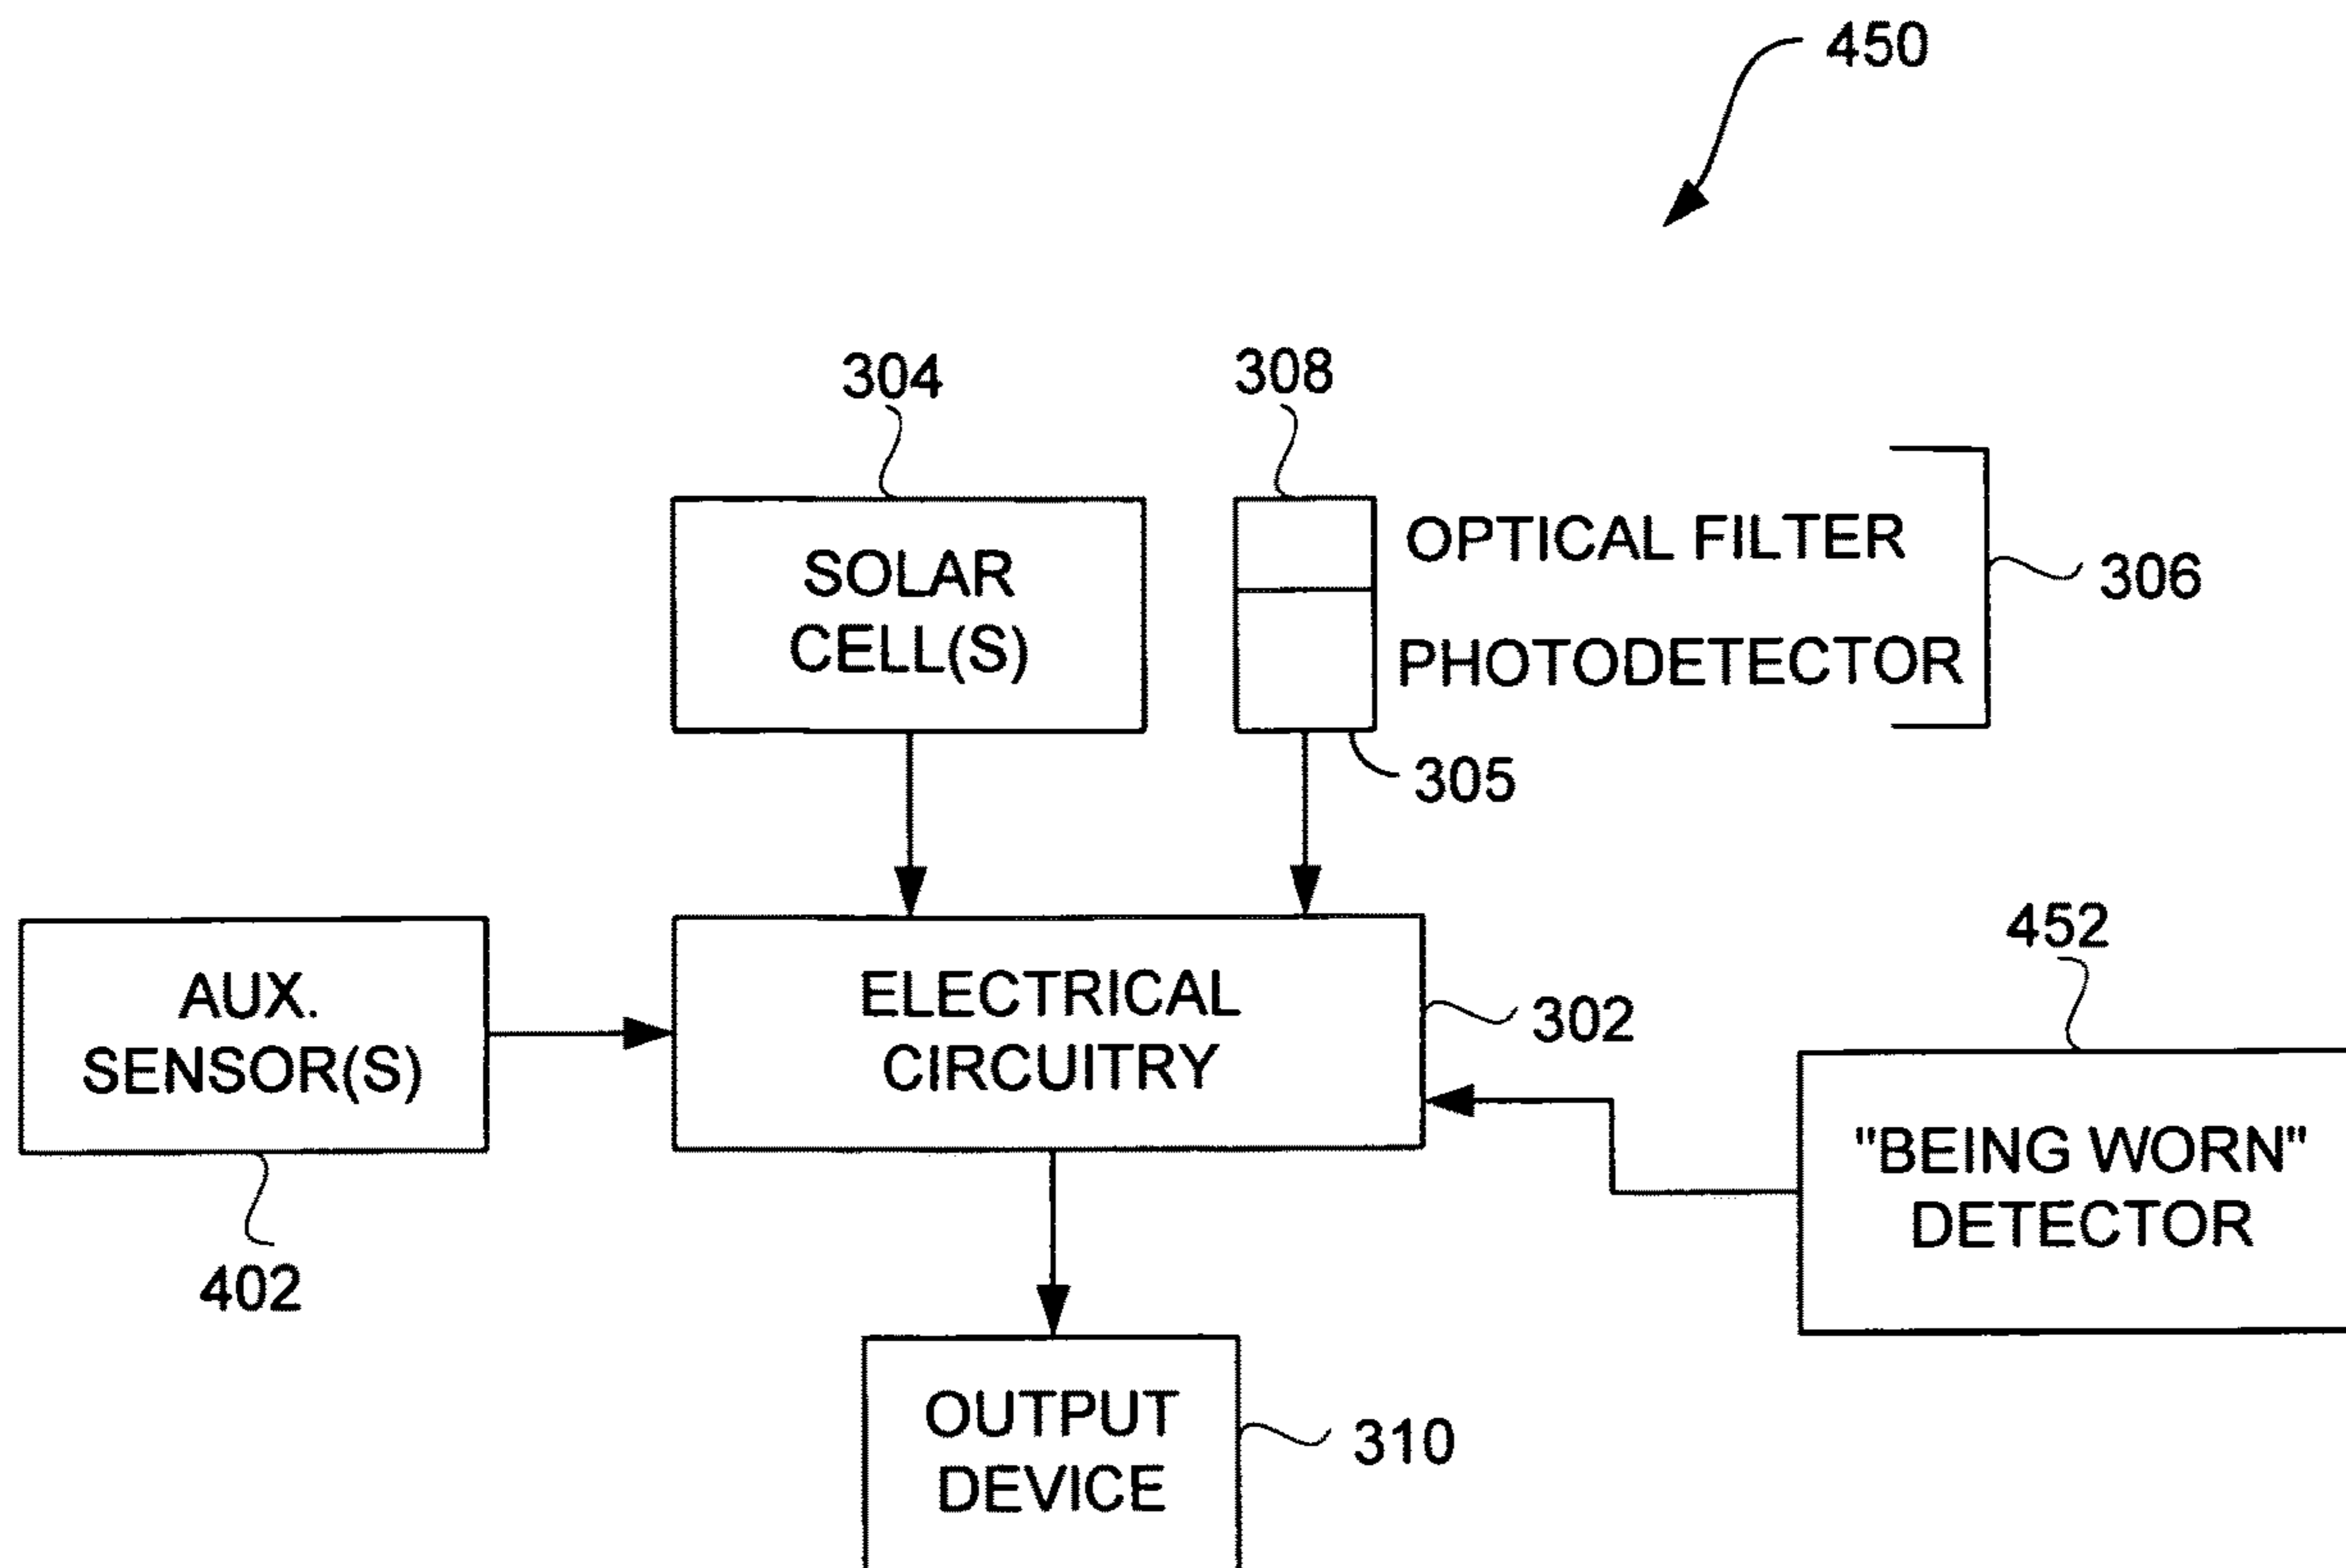 450
304
308
SOLAR
CELL(S)
OPTICAL FILTER
PHOTODETECTOR
306
305
AUX.
SENSOR(S)
402
ELECTRICAL
CIRCUITRY
302
452
"BEING WORN"
DETECTOR
OUTPUT
DEVICE
310